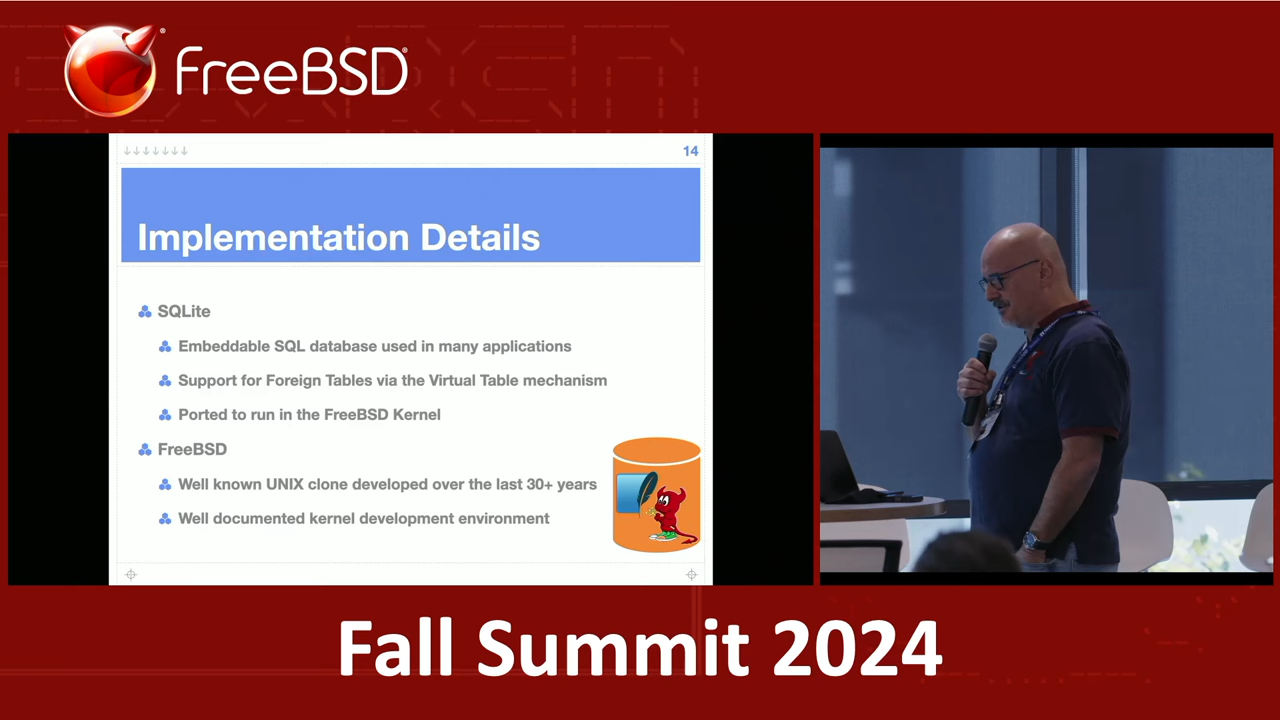 FreeBSD®
14
Implementation Details
SQLite
Embeddable SQL database used in many applications
Support for Foreign Tables via the Virtual Table mechanism
Ported to run in the FreeBSD Kernel
FreeBSD
Well known UNIX clone developed over the last 30+ years
Well documented kernel development environment
Fall Summit 2024